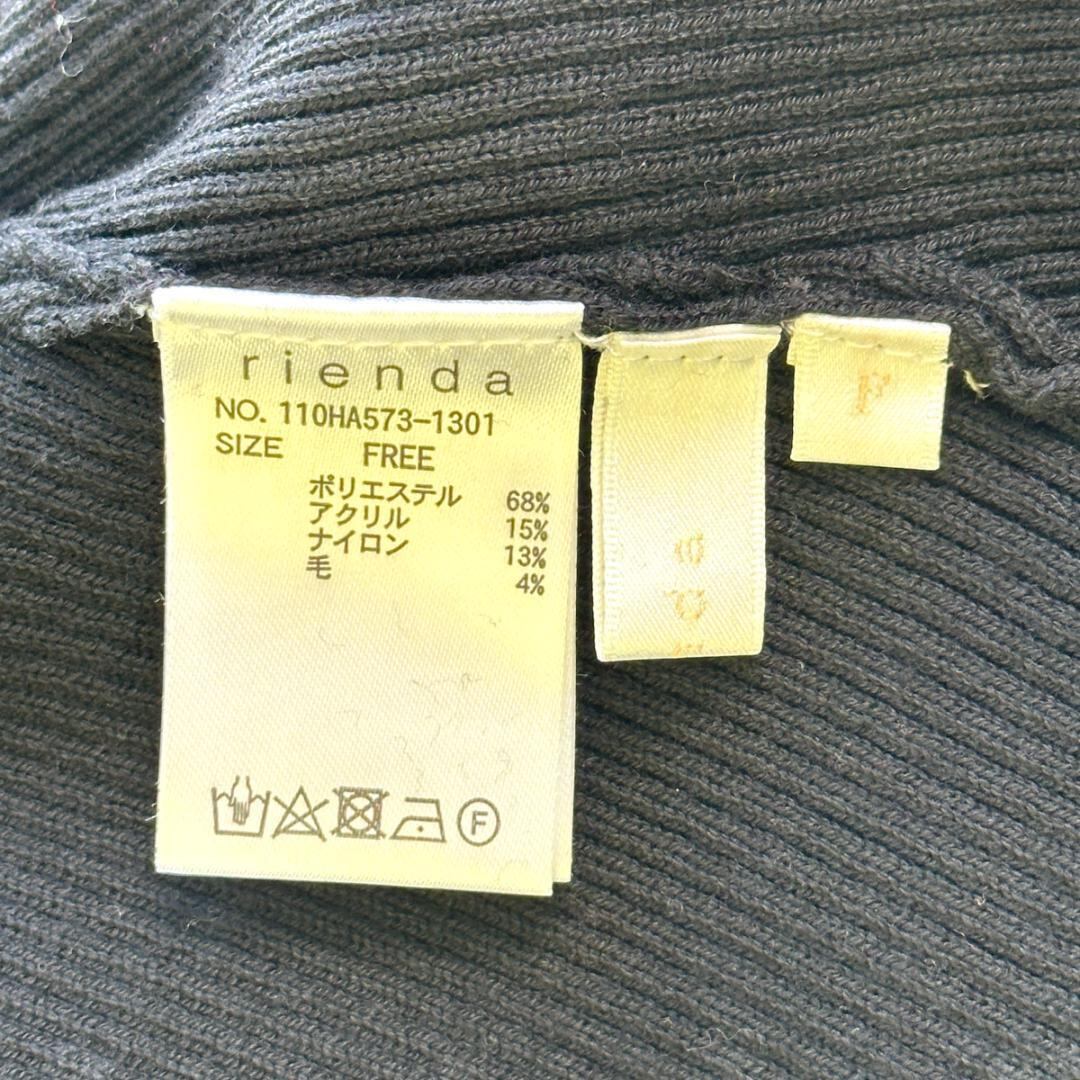 rienda
NO. 110HA573-1301
SIZE FREE
ポリエステル 68%
アクリル 15%
ナイロン 13%
毛 4%
F
F